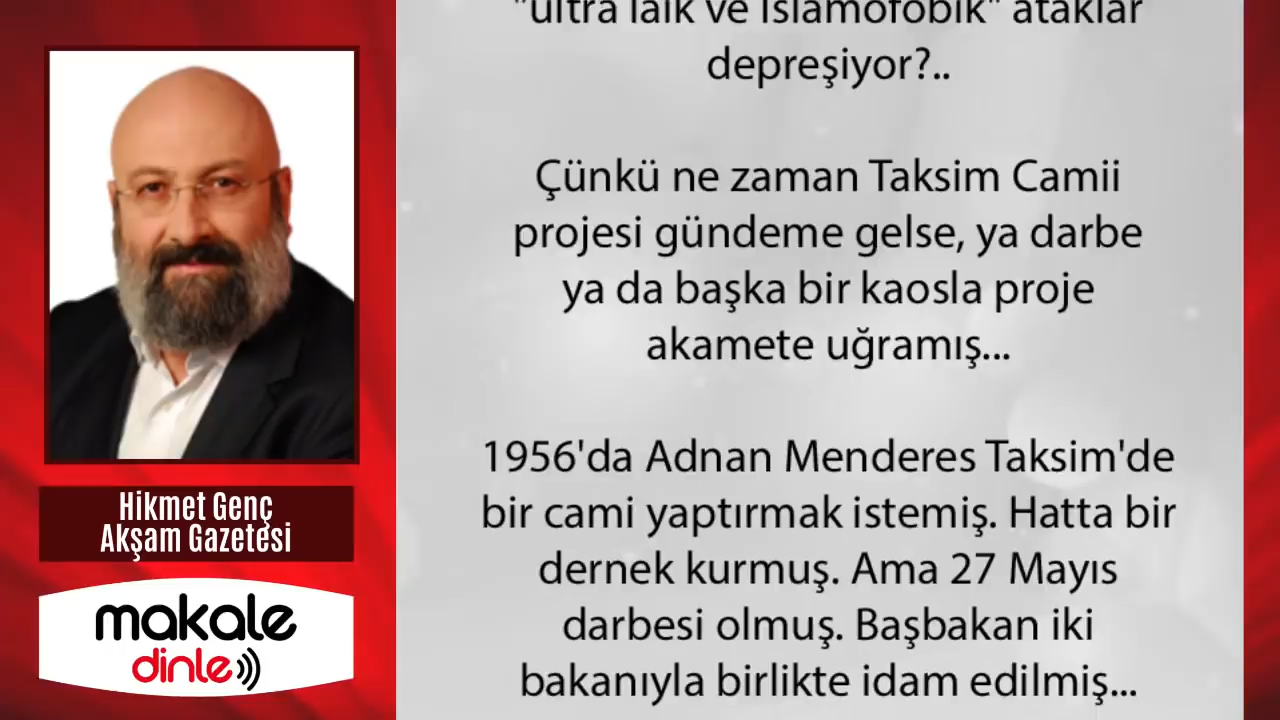 "ultra laik ve İslamofobik" ataklar
depreşiyor?..
Çünkü ne zaman Taksim Camii
projesi gündeme gelse, ya darbe
ya da başka bir kaosla proje
akamete uğramış...
1956'da Adnan Menderes Taksim'de
bir cami yaptırmak istemiş. Hatta bir
dernek kurmuş. Ama 27 Mayıs
darbesi olmuş. Başbakan iki
bakanıyla birlikte idam edilmiş...
Hikmet Genç
Akşam Gazetesi
makale
dinle